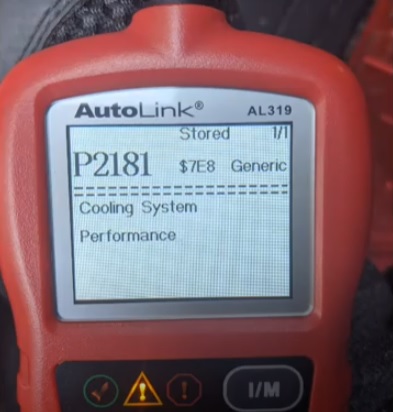 AutoLink® AL319
Stored 1/1
P2181 $7E8 Generic
Cooling System
Performance
I/M